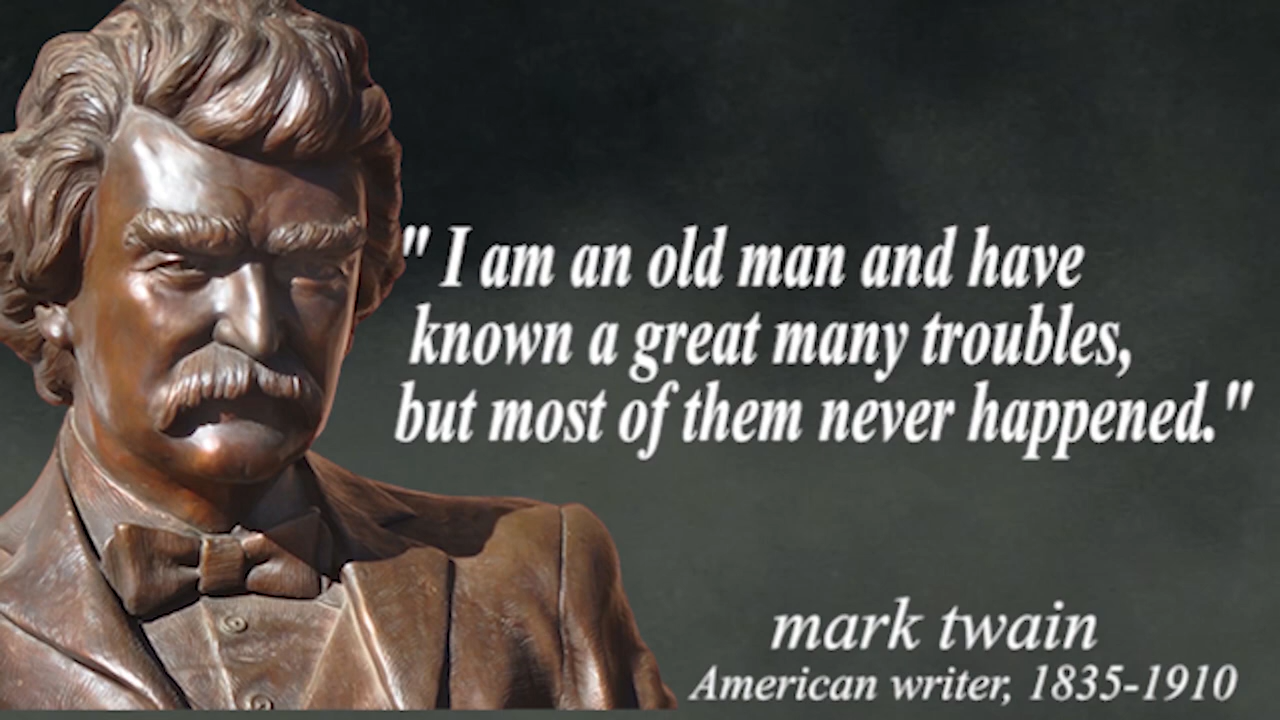 " I am an old man and have
known a great many troubles,
but most of them never happened."
mark twain
American writer, 1835-1910